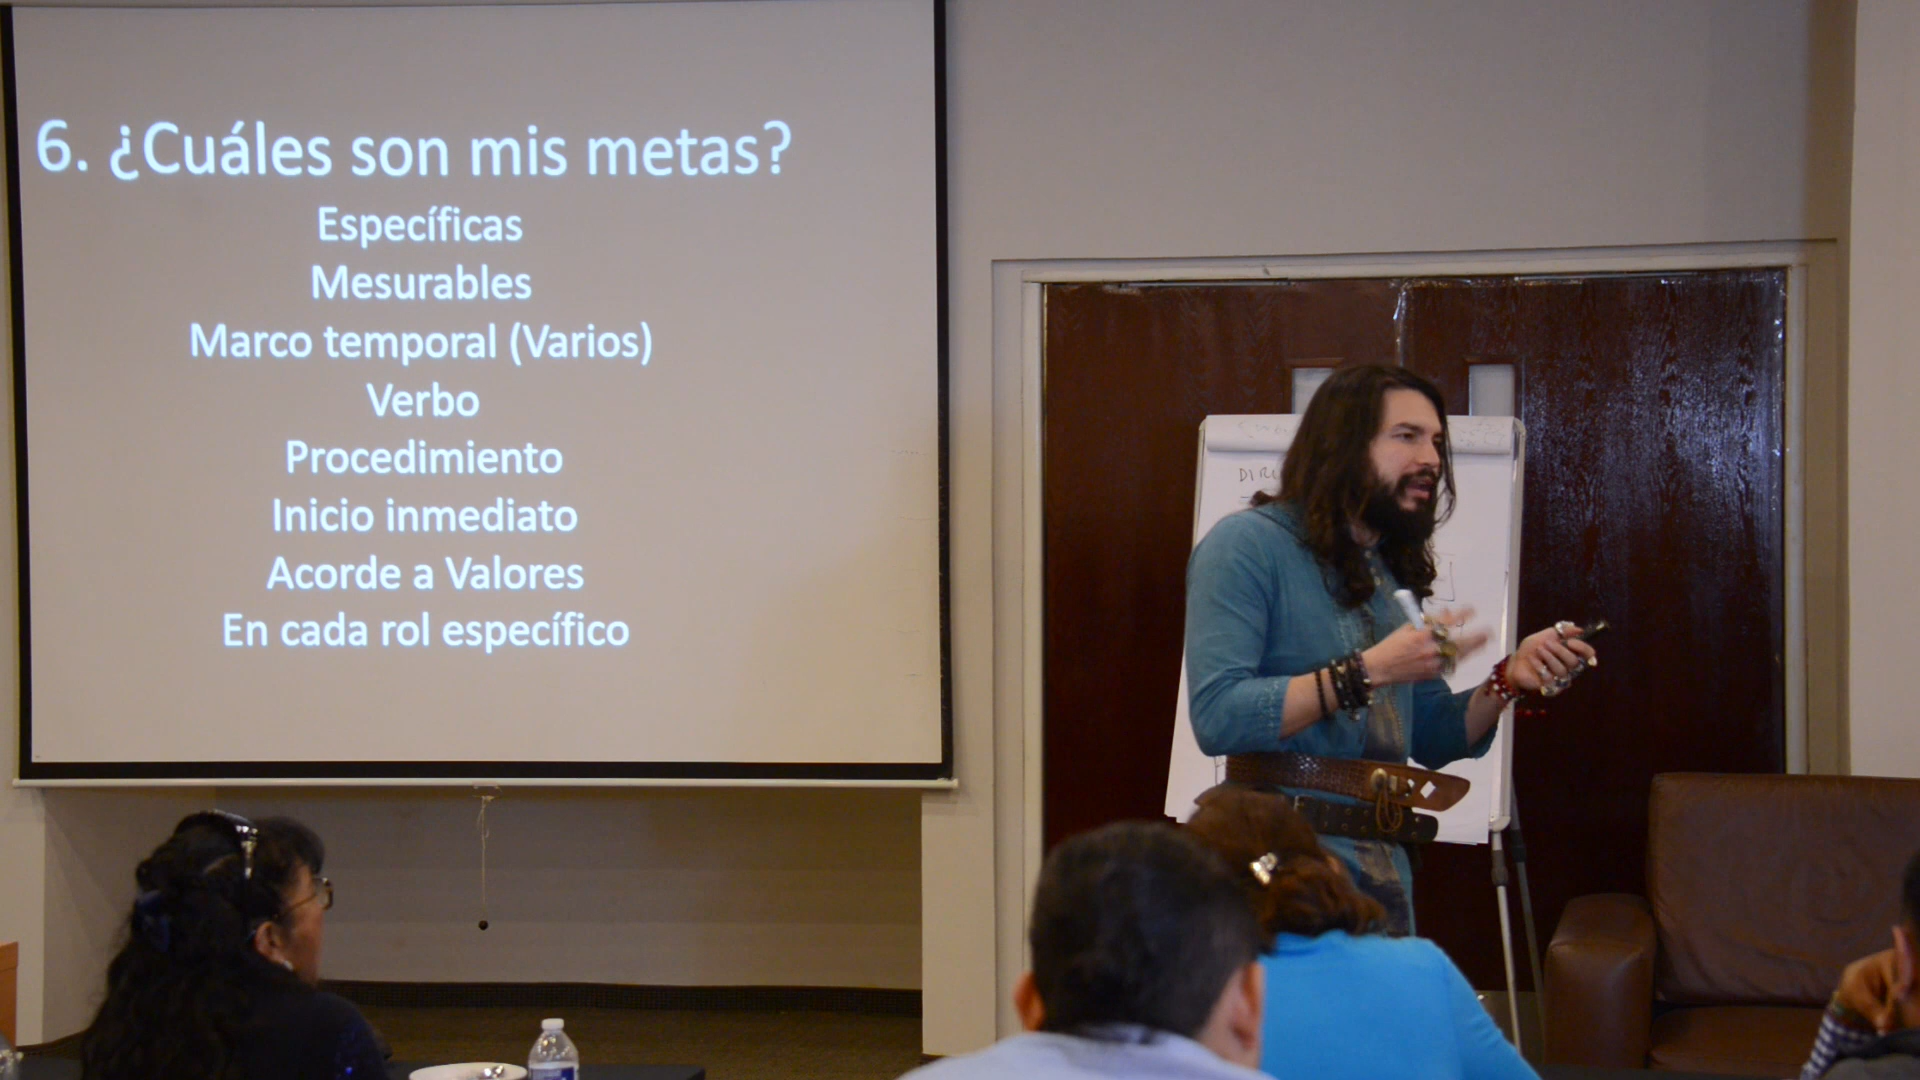 6. ¿Cuáles son mis metas?
Específicas
Mesurables
Marco temporal (Varios)
Verbo
Procedimiento
Inicio inmediato
Acorde a Valores
En cada rol específico